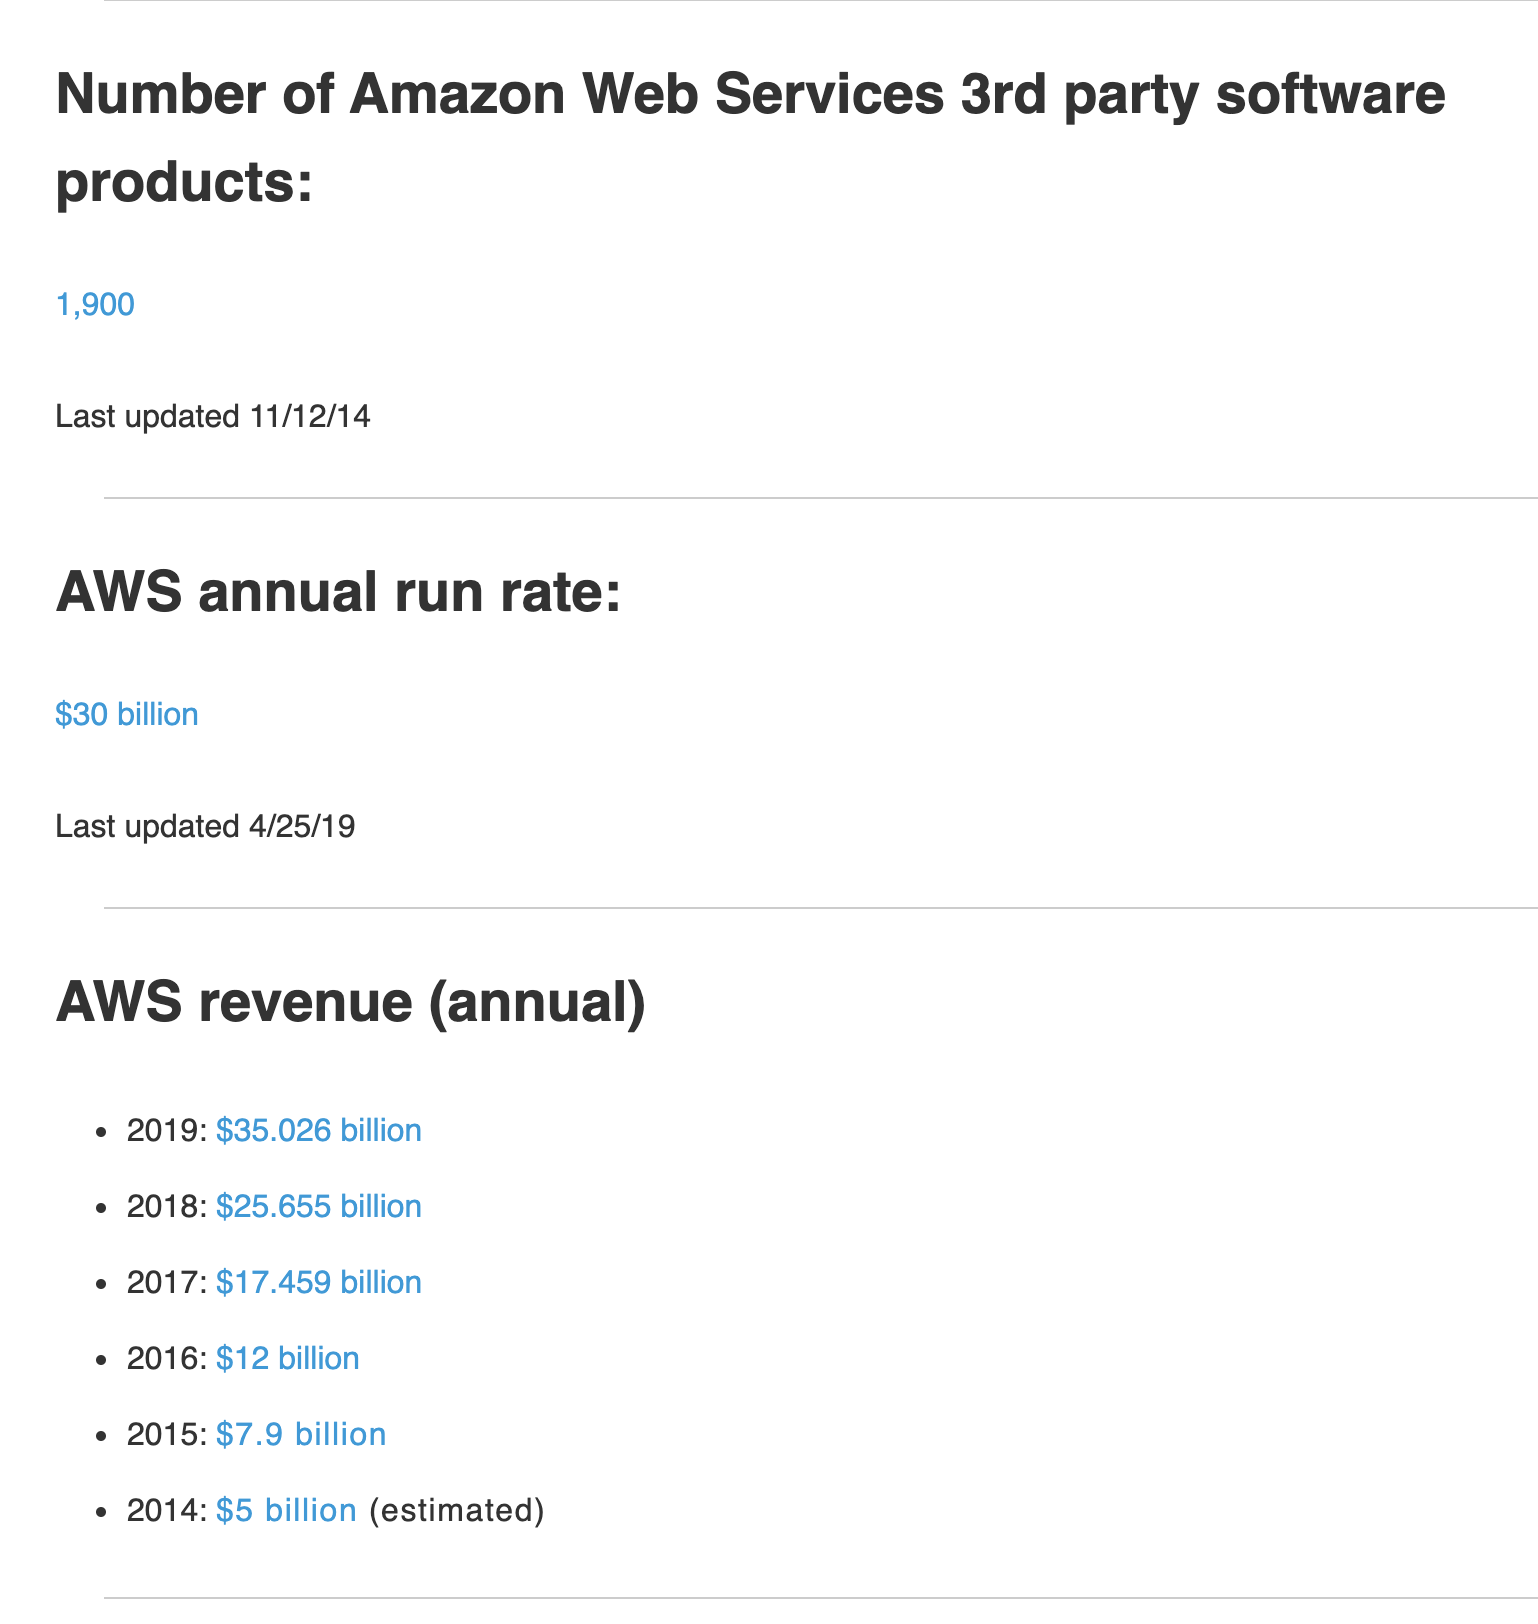 Number of Amazon Web Services 3rd party software
products:
1,900
Last updated 11/12/14
AWS annual run rate:
$30 billion
Last updated 4/25/19
AWS revenue (annual)
• 2019: $35.026 billion
• 2018: $25.655 billion
• 2017: $17.459 billion
• 2016: $12 billion
• 2015: $7.9 billion
• 2014: $5 billion (estimated)